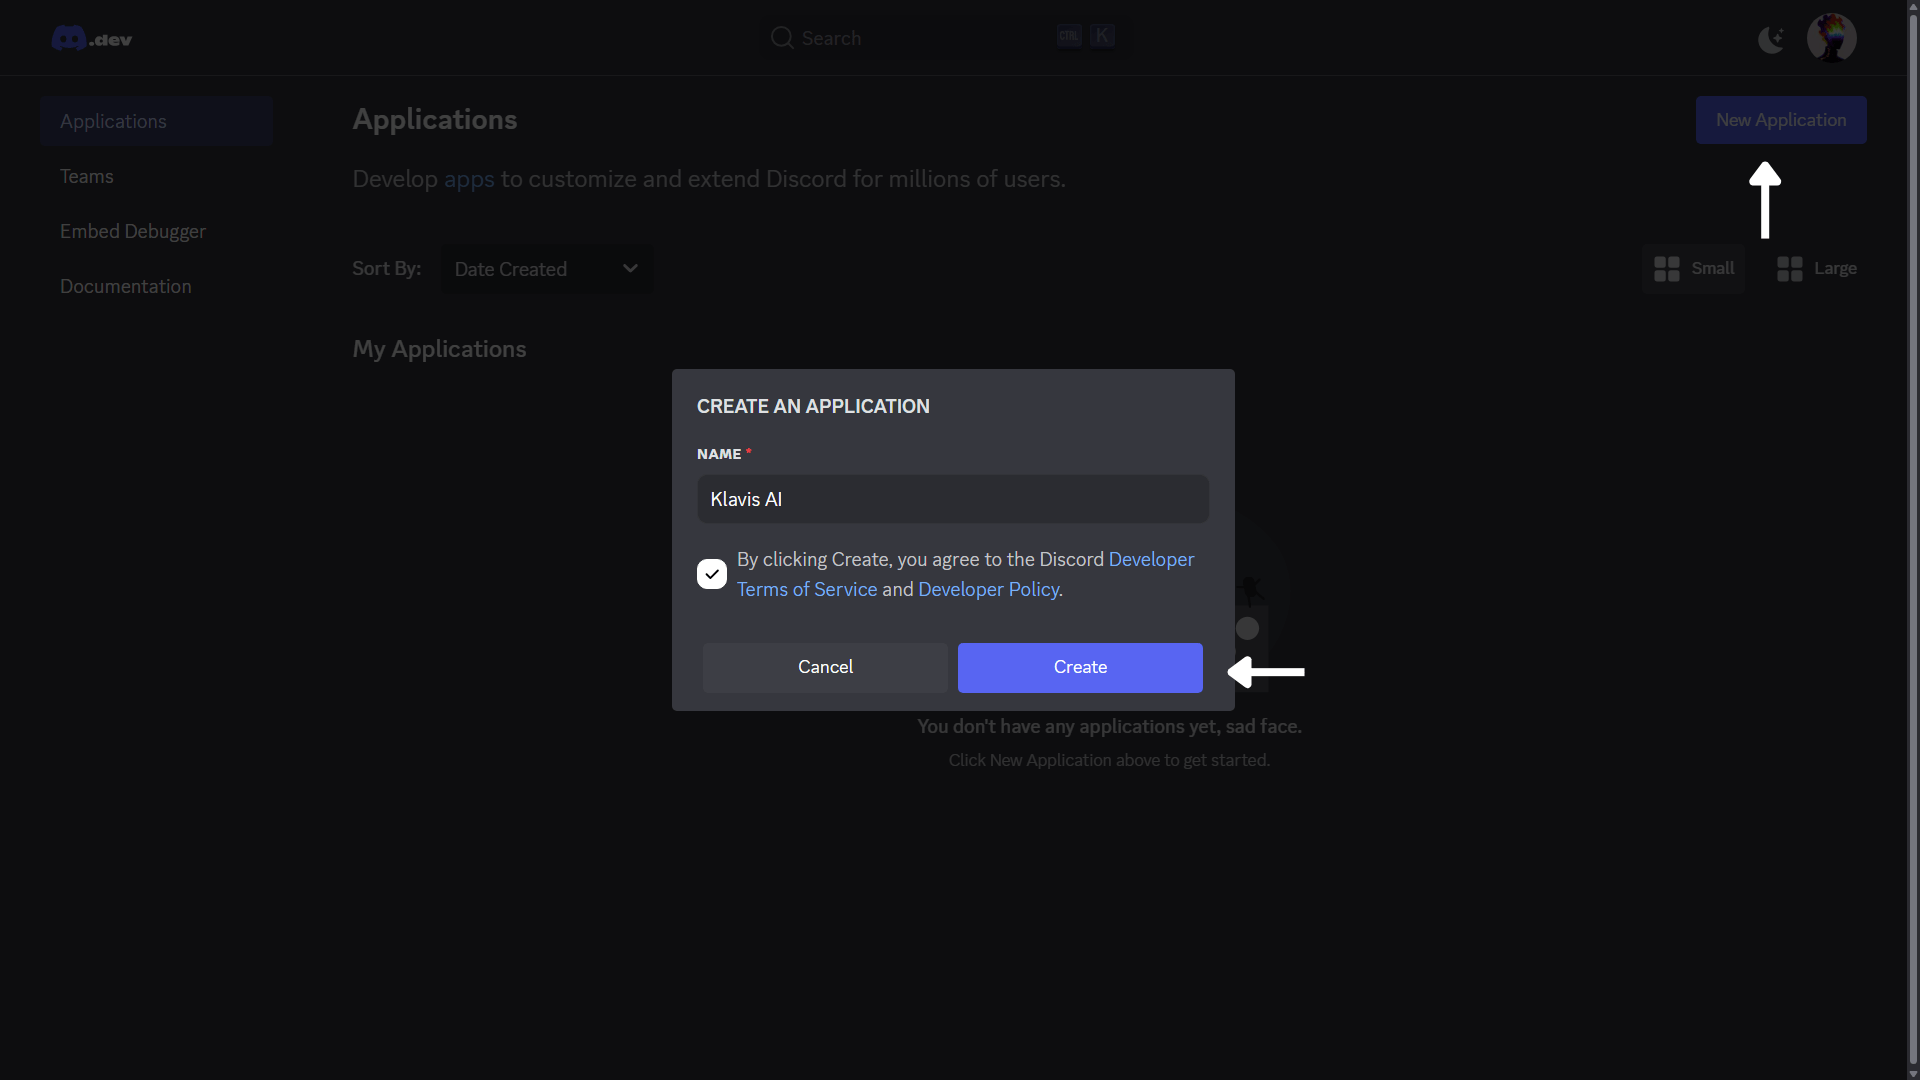 .dev
Search
CTRL K
Applications
Teams
Embed Debugger
Documentation
Applications
New Application
Develop apps to customize and extend Discord for millions of users.
Sort By:
Date Created
Small
Large
My Applications
CREATE AN APPLICATION
NAME *
Klavis AI
By clicking Create, you agree to the Discord Developer
Terms of Service and Developer Policy.
Cancel
Create
You don't have any applications yet, sad face.
Click New Application above to get started.